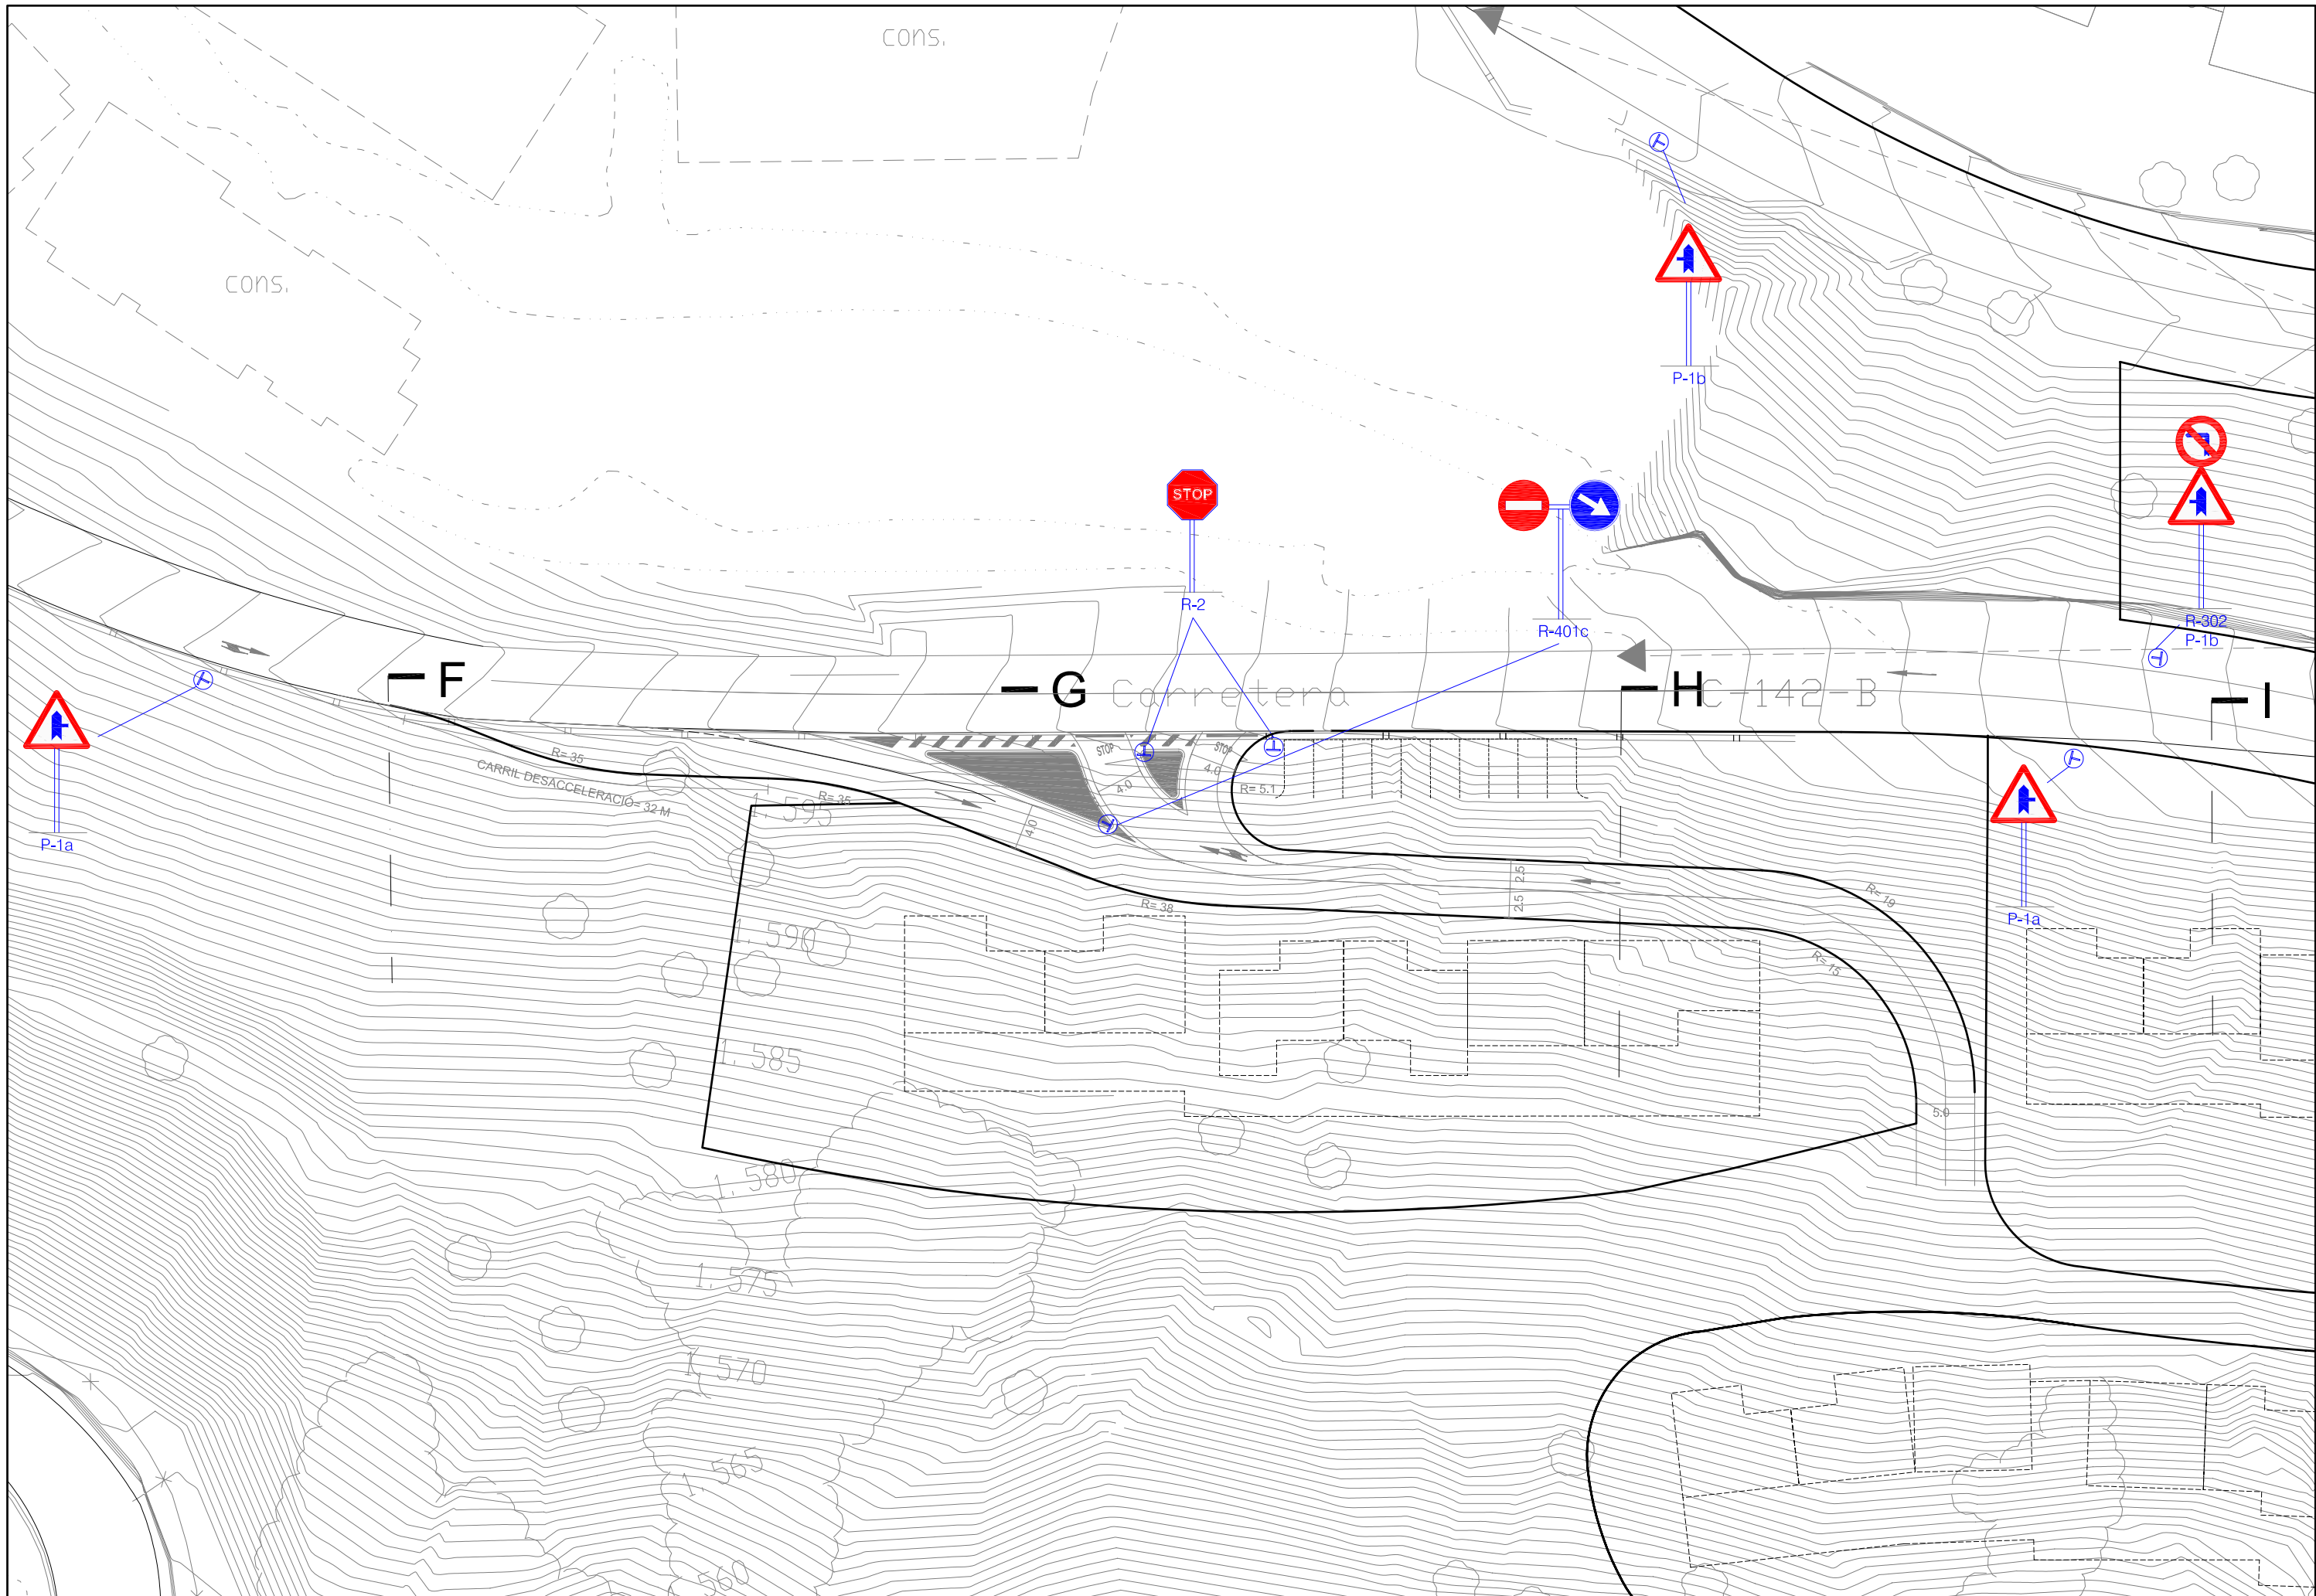 cons.
cons.
P-1b
STOP
R-2
R-401c
R-302
P-1b
F
G
Carretera
H
C-142-B
I
STOP
STOP
R= 35
CARRIL DESACCELERACIÓ= 32 M
R= 35
4.0
4.0
4.0
R= 5.1
P-1a
P-1a
1.595
2.5
2.5
R= 38
R= 19
R= 15
1.590
1.585
5.0
1.580
1.575
1.570
1.565
560